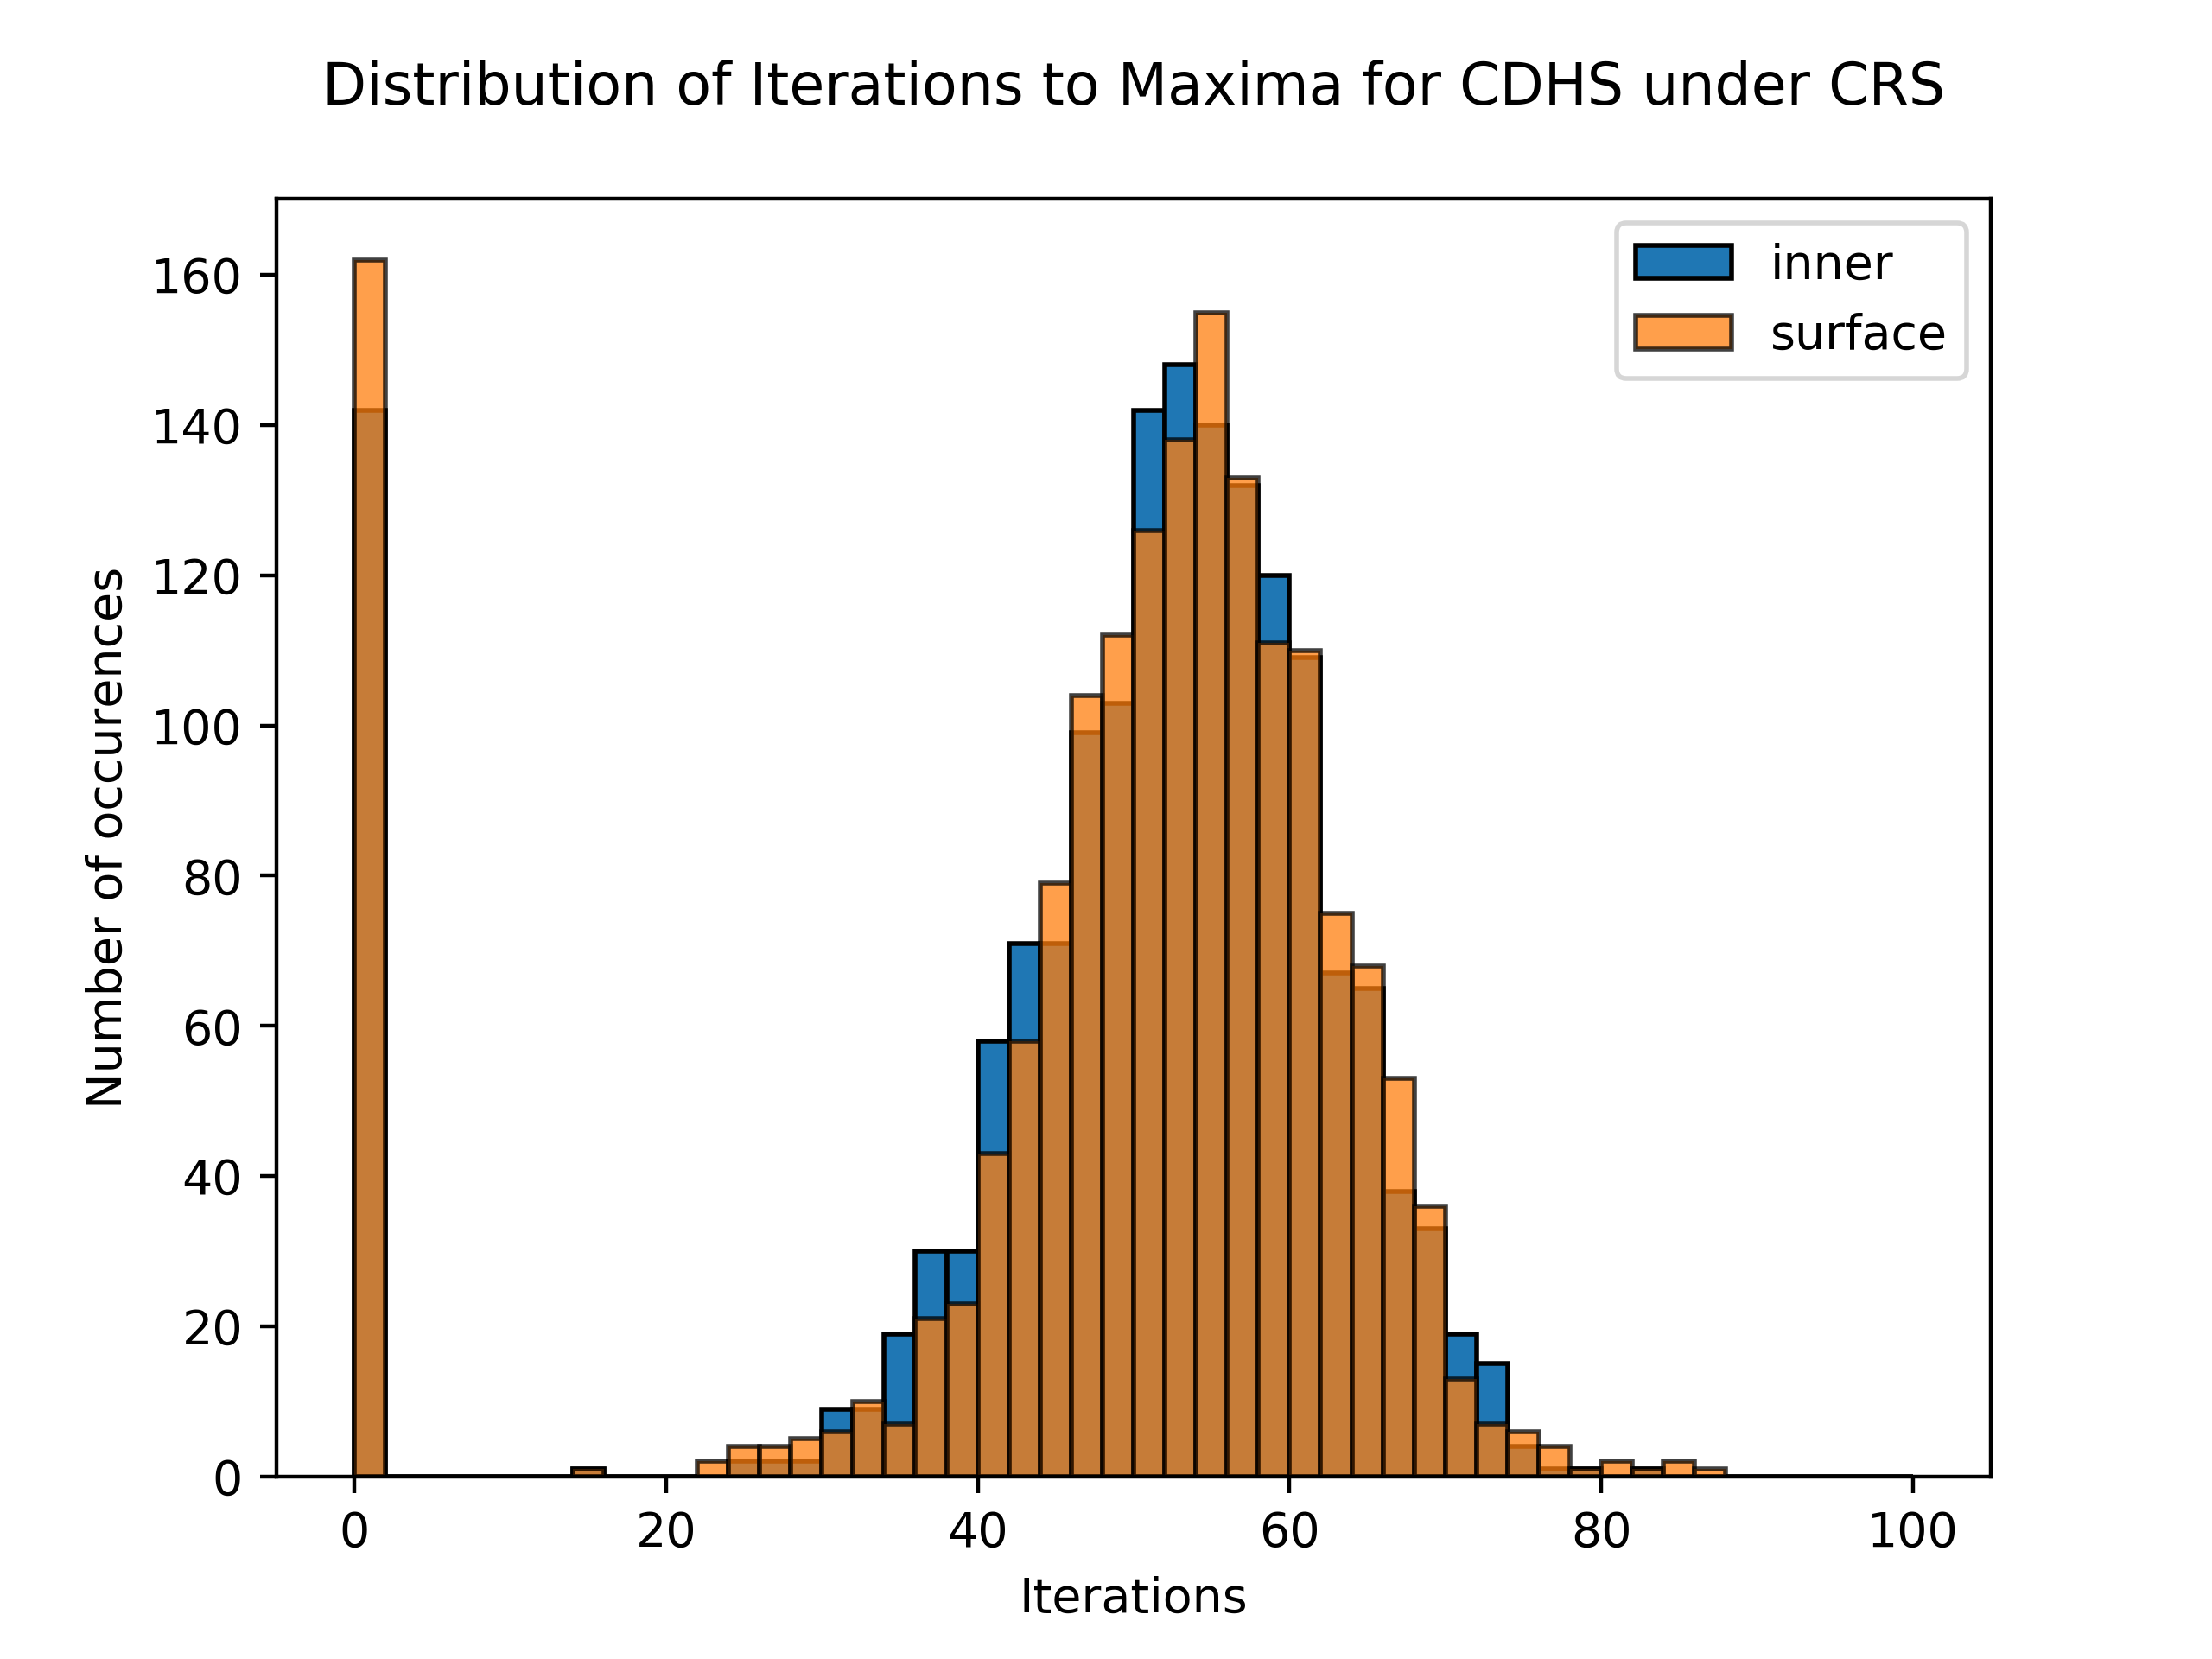 Distribution of Iterations to Maxima for CDHS under CRS
inner
surface
Number of occurences
160
140
120
100
80
60
40
20
0
0 20 40 60 80 100
Iterations